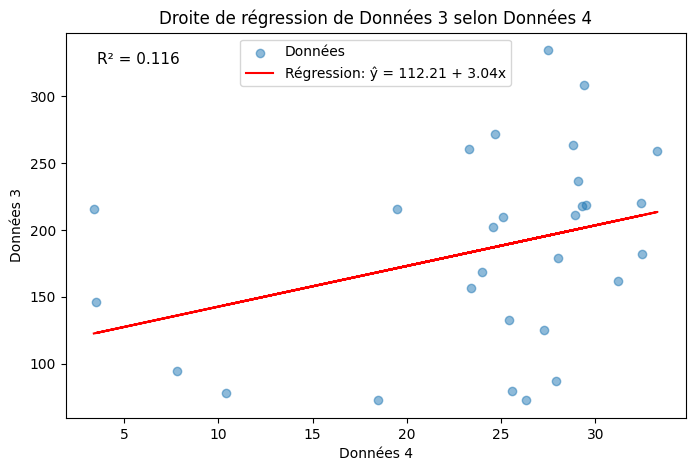 Droite de régression de Données 3 selon Données 4
R² = 0.116
Données
Régression: ŷ = 112.21 + 3.04x
300
250
200
150
100
Données 3
5
10
15
20
25
30
Données 4